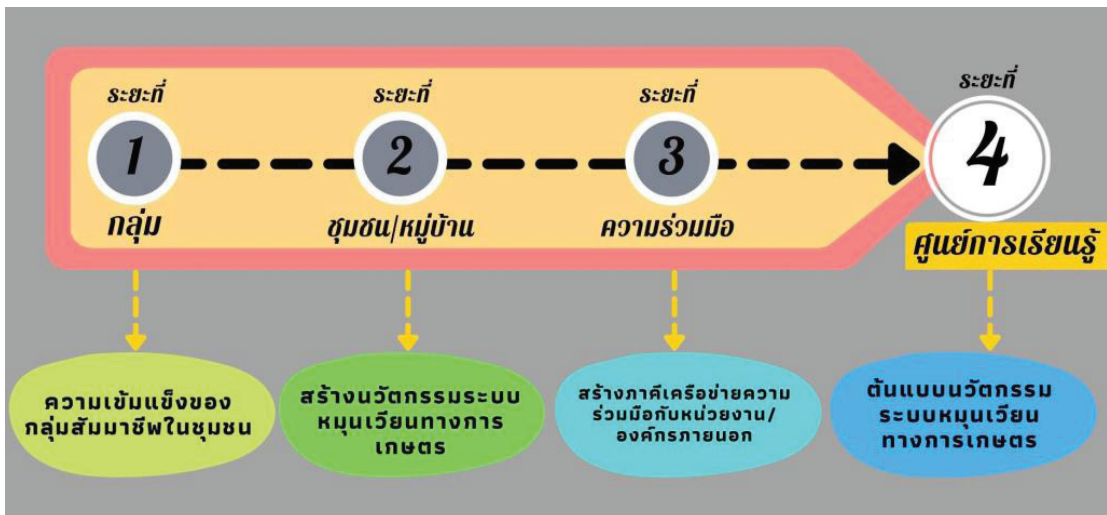 ระยะที่
1
กลุ่ม
ระยะที่
2
ชุมชน/หมู่บ้าน
ระยะที่
3
ความร่วมมือ
ระยะที่
4
ศูนย์การเรียนรู้
ความเข้มแข็งของ
กลุ่มสัมมาชีพในชุมชน
สร้างนวัตกรรมระบบ
หมุนเวียนทางการ
เกษตร
สร้างภาคีเครือข่ายความ
ร่วมมือกับหน่วยงาน/
องค์กรภายนอก
ต้นแบบนวัตกรรม
ระบบหมุนเวียน
ทางการเกษตร